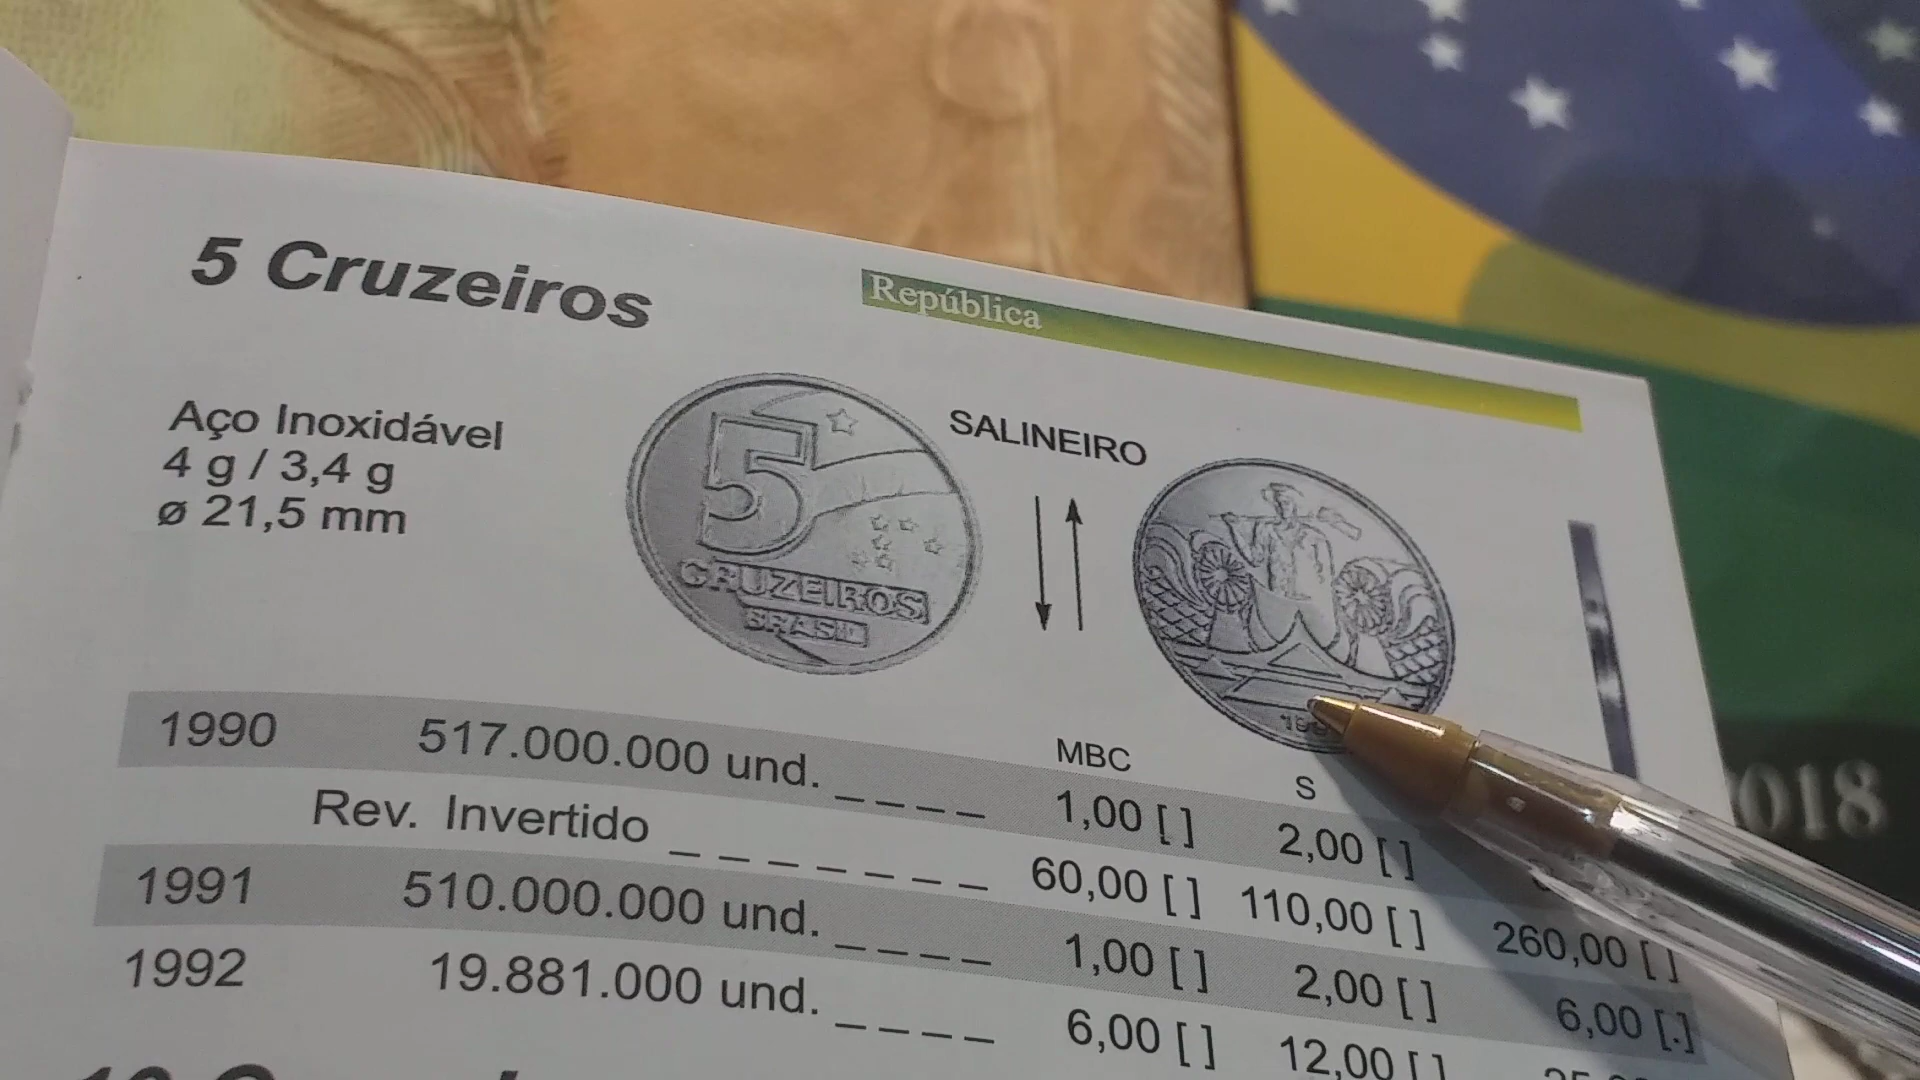 5 Cruzeiros
República
Aço Inoxidável
4 g / 3,4 g
ø 21,5 mm
5
CRUZEIROS
BRASIL
SALINEIRO
MBC S
1990 517.000.000 und. _ _ _ _ 1,00 [ ] 2,00 [ ]
Rev. Invertido _ _ _ _ _ _ _ 60,00 [ ] 110,00 [ ] 260,00 [ ]
1991 510.000.000 und. _ _ _ _ 1,00 [ ] 2,00 [ ] 6,00 [.]
1992 19.881.000 und. _ _ _ _ 6,00 [ ] 12,00 [ ]
018